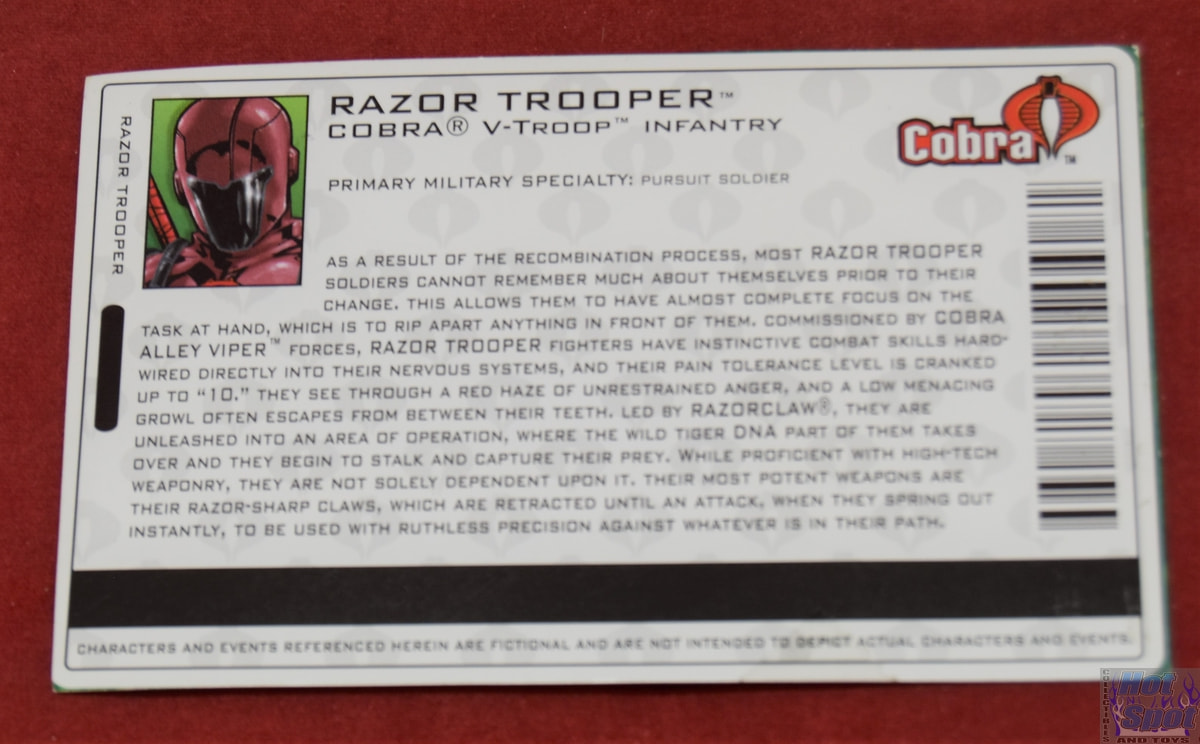 RAZOR TROOPER™
COBRA® V-TROOP™ INFANTRY
PRIMARY MILITARY SPECIALTY: PURSUIT SOLDIER
Cobra™
RAZOR TROOPER
AS A RESULT OF THE RECOMBINATION PROCESS, MOST RAZOR TROOPER
SOLDIERS CANNOT REMEMBER MUCH ABOUT THEMSELVES PRIOR TO THEIR
CHANGE. THIS ALLOWS THEM TO HAVE ALMOST COMPLETE FOCUS ON THE
TASK AT HAND, WHICH IS TO RIP APART ANYTHING IN FRONT OF THEM. COMMISSIONED BY COBRA
ALLEY VIPER™ FORCES, RAZOR TROOPER FIGHTERS HAVE INSTINCTIVE COMBAT SKILLS HARD-
WIRED DIRECTLY INTO THEIR NERVOUS SYSTEMS, AND THEIR PAIN TOLERANCE LEVEL IS CRANKED
UP TO "10." THEY SEE THROUGH A RED HAZE OF UNRESTRAINED ANGER, AND A LOW MENACING
GROWL OFTEN ESCAPES FROM BETWEEN THEIR TEETH. LED BY RAZORCLAW®, THEY ARE
UNLEASHED INTO AN AREA OF OPERATION, WHERE THE WILD TIGER DNA PART OF THEM TAKES
OVER AND THEY BEGIN TO STALK AND CAPTURE THEIR PREY. WHILE PROFICIENT WITH HIGH-TECH
WEAPONRY, THEY ARE NOT SOLELY DEPENDENT UPON IT. THEIR MOST POTENT WEAPONS ARE
THEIR RAZOR-SHARP CLAWS, WHICH ARE RETRACTED UNTIL AN ATTACK, WHEN THEY SPRING OUT
INSTANTLY, TO BE USED WITH RUTHLESS PRECISION AGAINST WHATEVER IS IN THEIR PATH.
CHARACTERS AND EVENTS REFERENCED HEREIN ARE FICTIONAL AND ARE NOT INTENDED TO DEPICT ACTUAL CHARACTERS AND EVENTS.
COLLECTIBLES
Hot
Spot
AND TOYS